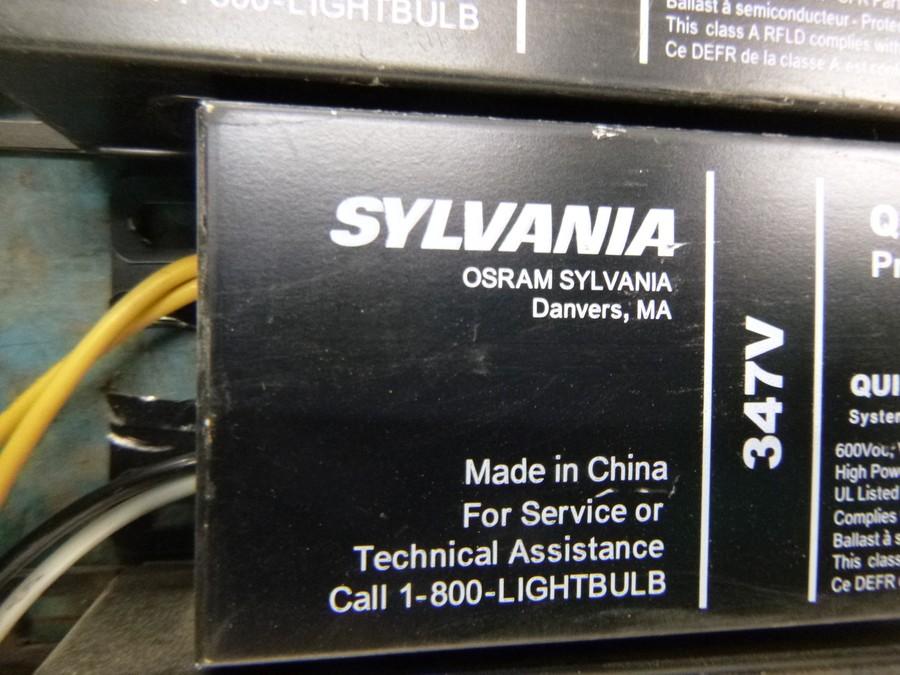 1-800-LIGHTBULB
Ballast à semiconducteur - Prote
This class A RFLD complies with
Ce DEFR de la classe A est con
SYLVANIA
OSRAM SYLVANIA
Danvers, MA
Made in China
For Service or
Technical Assistance
Call 1-800-LIGHTBULB
347V
Q
Pr
QUI
System
High Pow
UL Listed
Complies
Ballast à s
This class
Ce DEFR